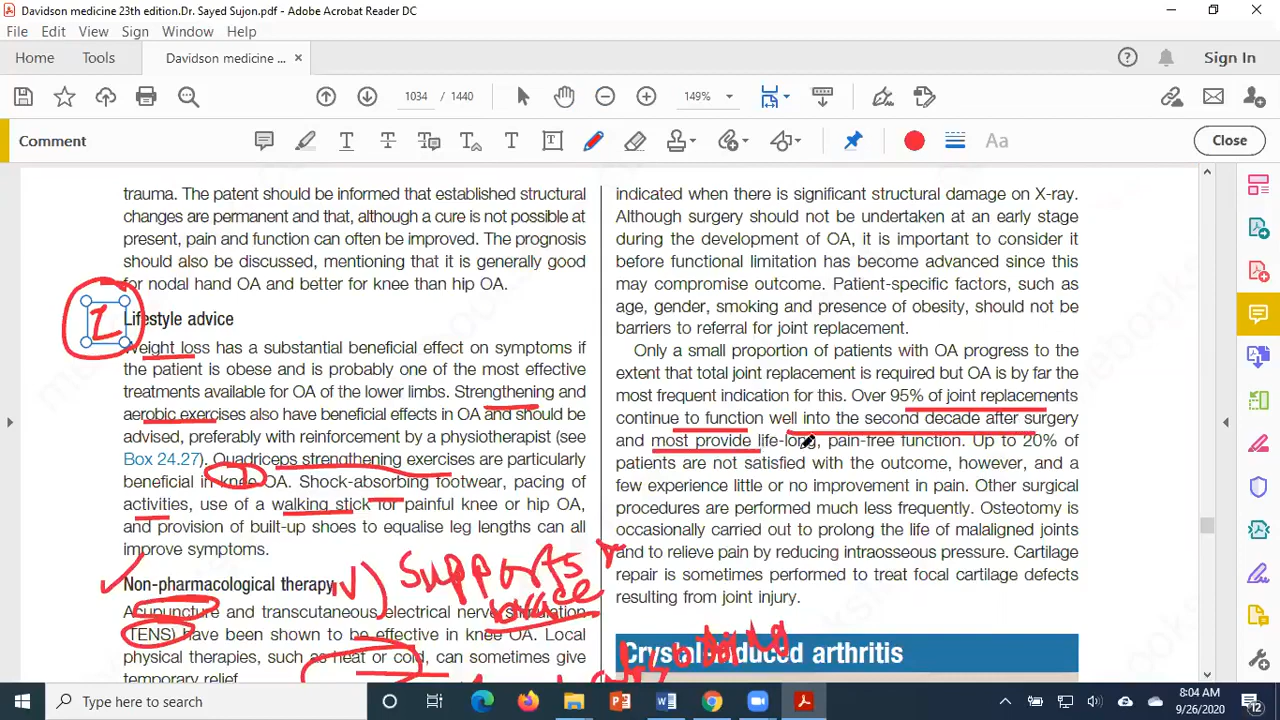 Davidson medicine 23th edition.Dr. Sayed Sujon.pdf - Adobe Acrobat Reader DC
File Edit View Sign Window Help
Home Tools Davidson medicine ... × Sign In
1034 / 1440 149%
Comment Aa Close
trauma. The patent should be informed that established structural
changes are permanent and that, although a cure is not possible at
present, pain and function can often be improved. The prognosis
should also be discussed, mentioning that it is generally good
for nodal hand OA and better for knee than hip OA.
Lifestyle advice
Weight loss has a substantial beneficial effect on symptoms if
the patient is obese and is probably one of the most effective
treatments available for OA of the lower limbs. Strengthening and
aerobic exercises also have beneficial effects in OA and should be
advised, preferably with reinforcement by a physiotherapist (see
Box 24.27). Quadriceps strengthening exercises are particularly
beneficial in knee OA. Shock-absorbing footwear, pacing of
activities, use of a walking stick for painful knee or hip OA,
and provision of built-up shoes to equalise leg lengths can all
improve symptoms.
Non-pharmacological therapy
IV) Supports
brace
Acupuncture and transcutaneous electrical nerve stimulation
(TENS) have been shown to be effective in knee OA. Local
physical therapies, such as heat or cold, can sometimes give
temporary relief.
indicated when there is significant structural damage on X-ray.
Although surgery should not be undertaken at an early stage
during the development of OA, it is important to consider it
before functional limitation has become advanced since this
may compromise outcome. Patient-specific factors, such as
age, gender, smoking and presence of obesity, should not be
barriers to referral for joint replacement.
Only a small proportion of patients with OA progress to the
extent that total joint replacement is required but OA is by far the
most frequent indication for this. Over 95% of joint replacements
continue to function well into the second decade after surgery
and most provide life-long, pain-free function. Up to 20% of
patients are not satisfied with the outcome, however, and a
few experience little or no improvement in pain. Other surgical
procedures are performed much less frequently. Osteotomy is
occasionally carried out to prolong the life of malaligned joints
and to relieve pain by reducing intraosseous pressure. Cartilage
repair is sometimes performed to treat focal cartilage defects
resulting from joint injury.
Crystal-induced arthritis
Type here to search
8:04 AM
9/26/2020
12